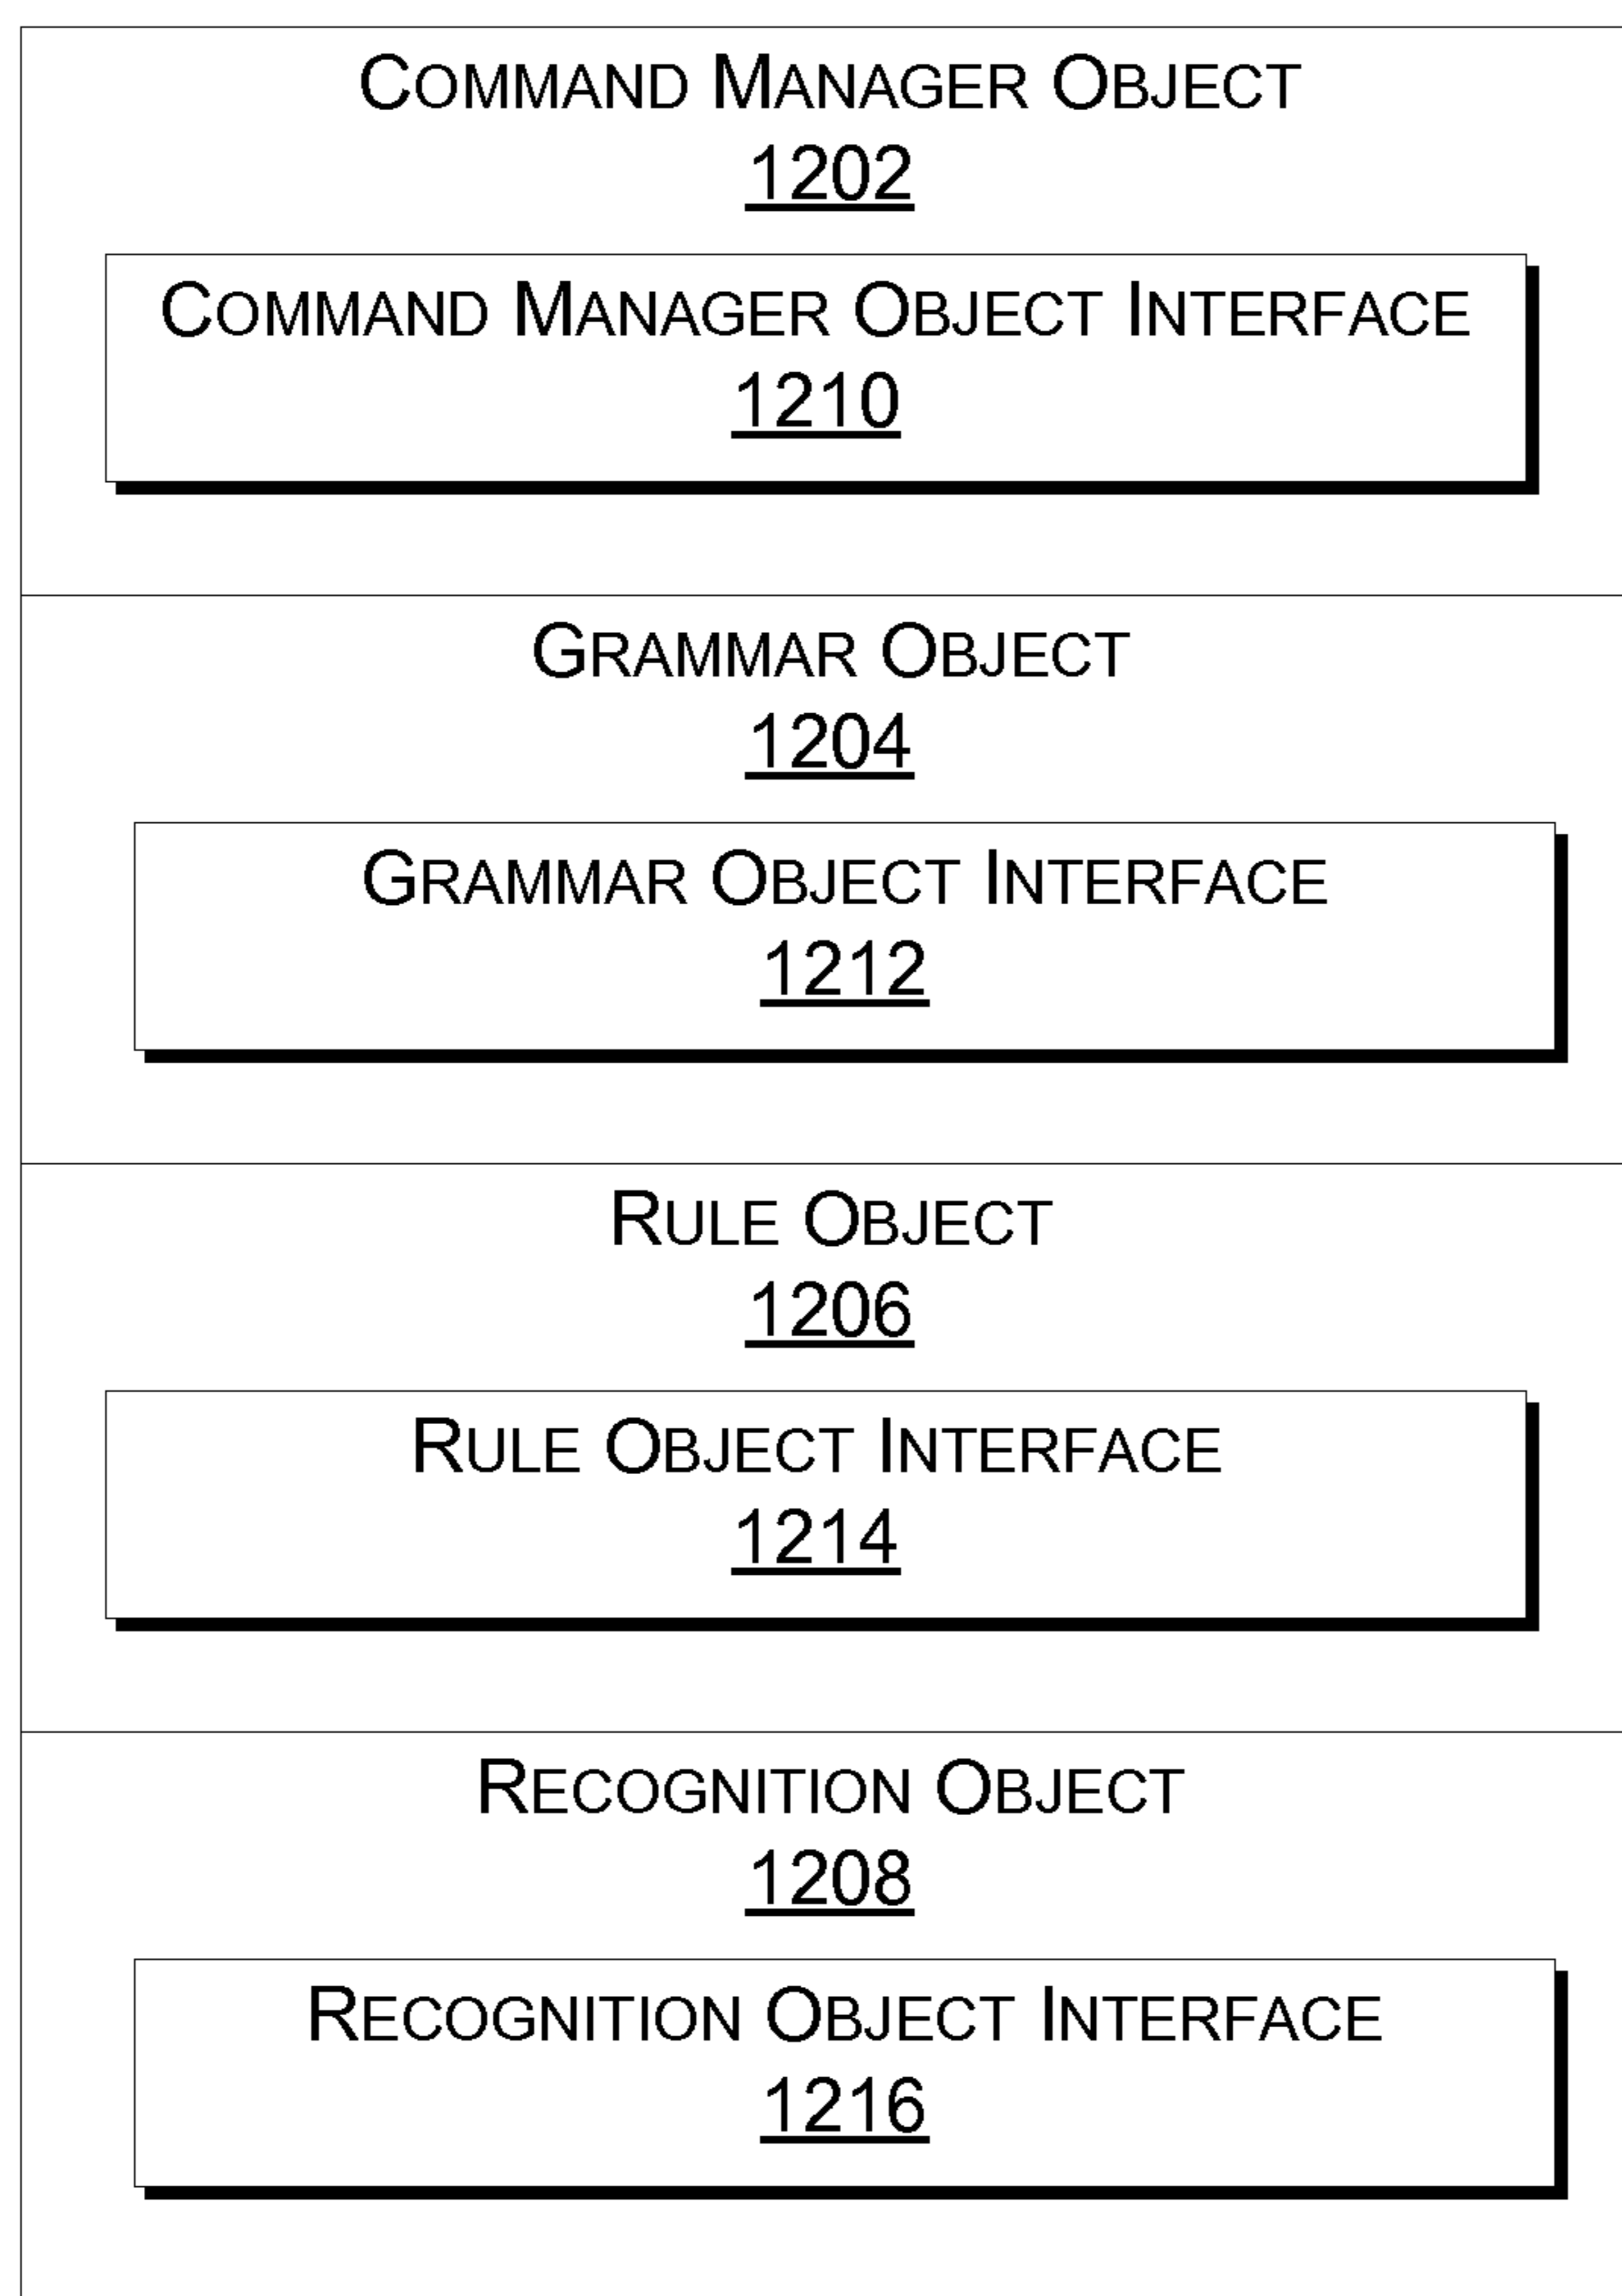 COMMAND MANAGER OBJECT
1202
COMMAND MANAGER OBJECT INTERFACE
1210
GRAMMAR OBJECT
1204
GRAMMAR OBJECT INTERFACE
1212
RULE OBJECT
1206
RULE OBJECT INTERFACE
1214
RECOGNITION OBJECT
1208
RECOGNITION OBJECT INTERFACE
1216